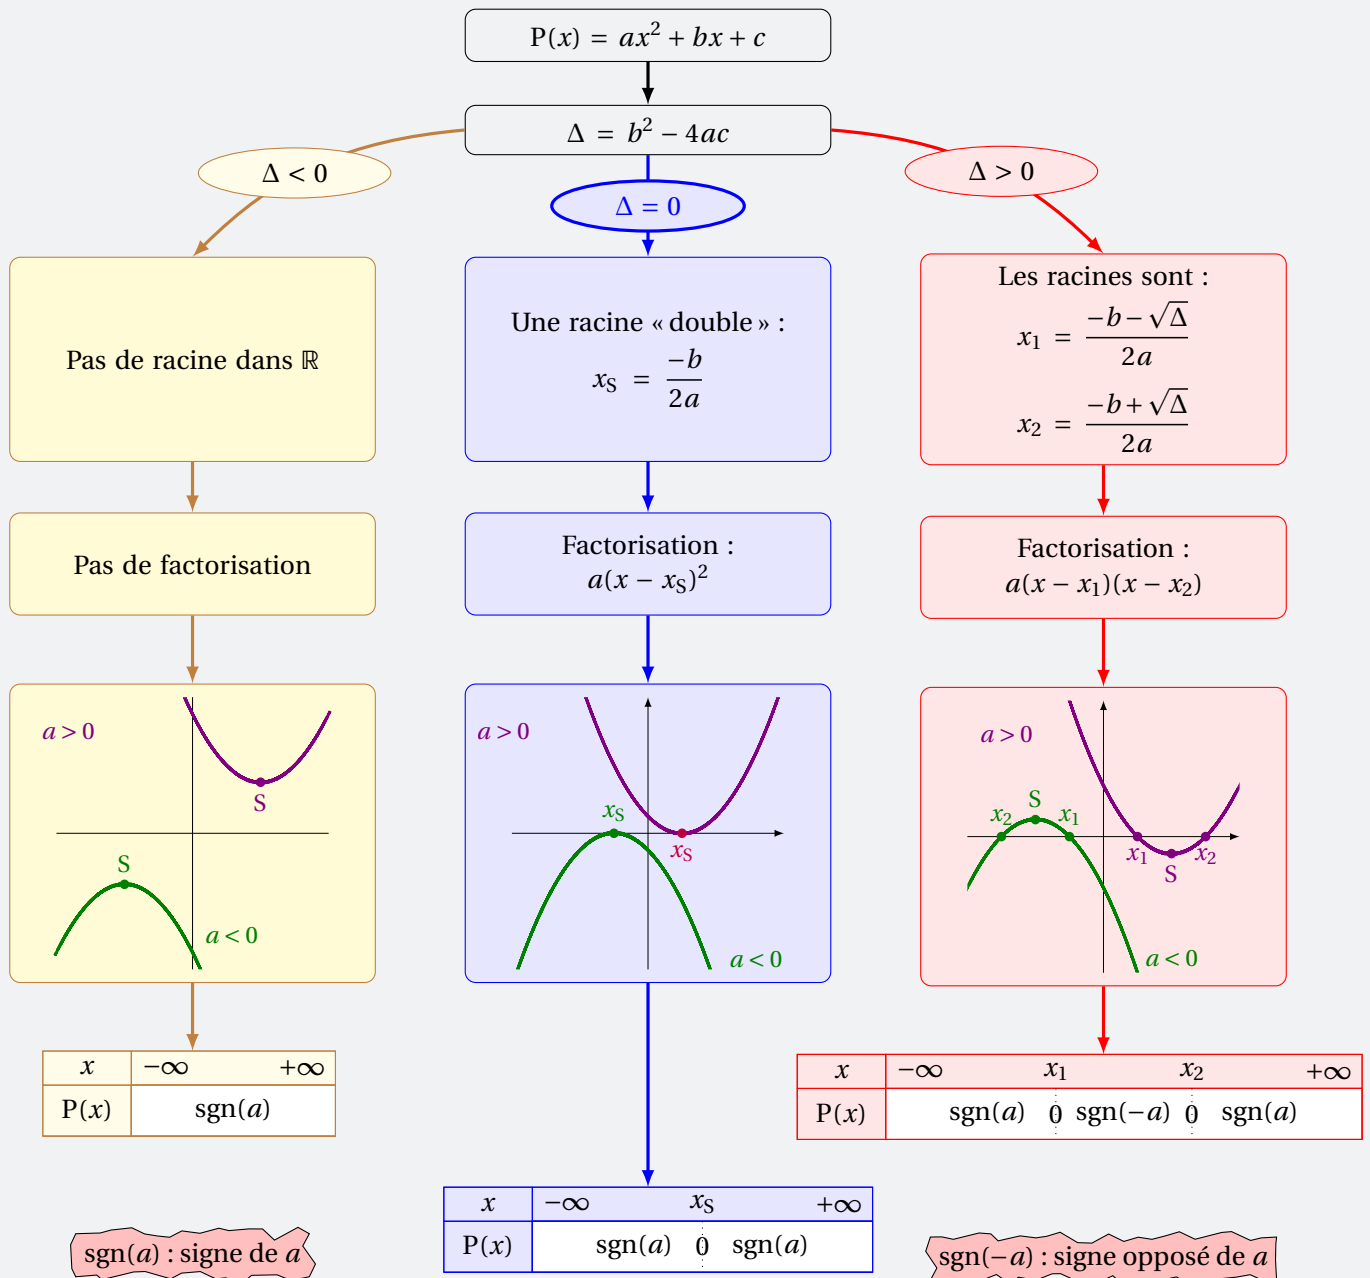 P(x) = ax² + bx + c
Δ = b² − 4ac
Δ < 0
Δ = 0
Δ > 0
Pas de racine dans ℝ
Une racine « double » :
x_S = \frac{−b}{2a}
Les racines sont :
x₁ = \frac{−b − √Δ}{2a}
x₂ = \frac{−b + √Δ}{2a}
Pas de factorisation
Factorisation :
a(x − x_S)²
Factorisation :
a(x − x₁)(x − x₂)
a > 0
S
S
a < 0
a > 0
x_S
x_S
a < 0
a > 0
S
x₂ x₁
x₁ x₂
S
a < 0
x −∞ +∞
P(x) sgn(a)
x −∞ x_S +∞
P(x) sgn(a) 0 sgn(a)
x −∞ x₁ x₂ +∞
P(x) sgn(a) 0 sgn(−a) 0 sgn(a)
sgn(a) : signe de a
sgn(−a) : signe opposé de a